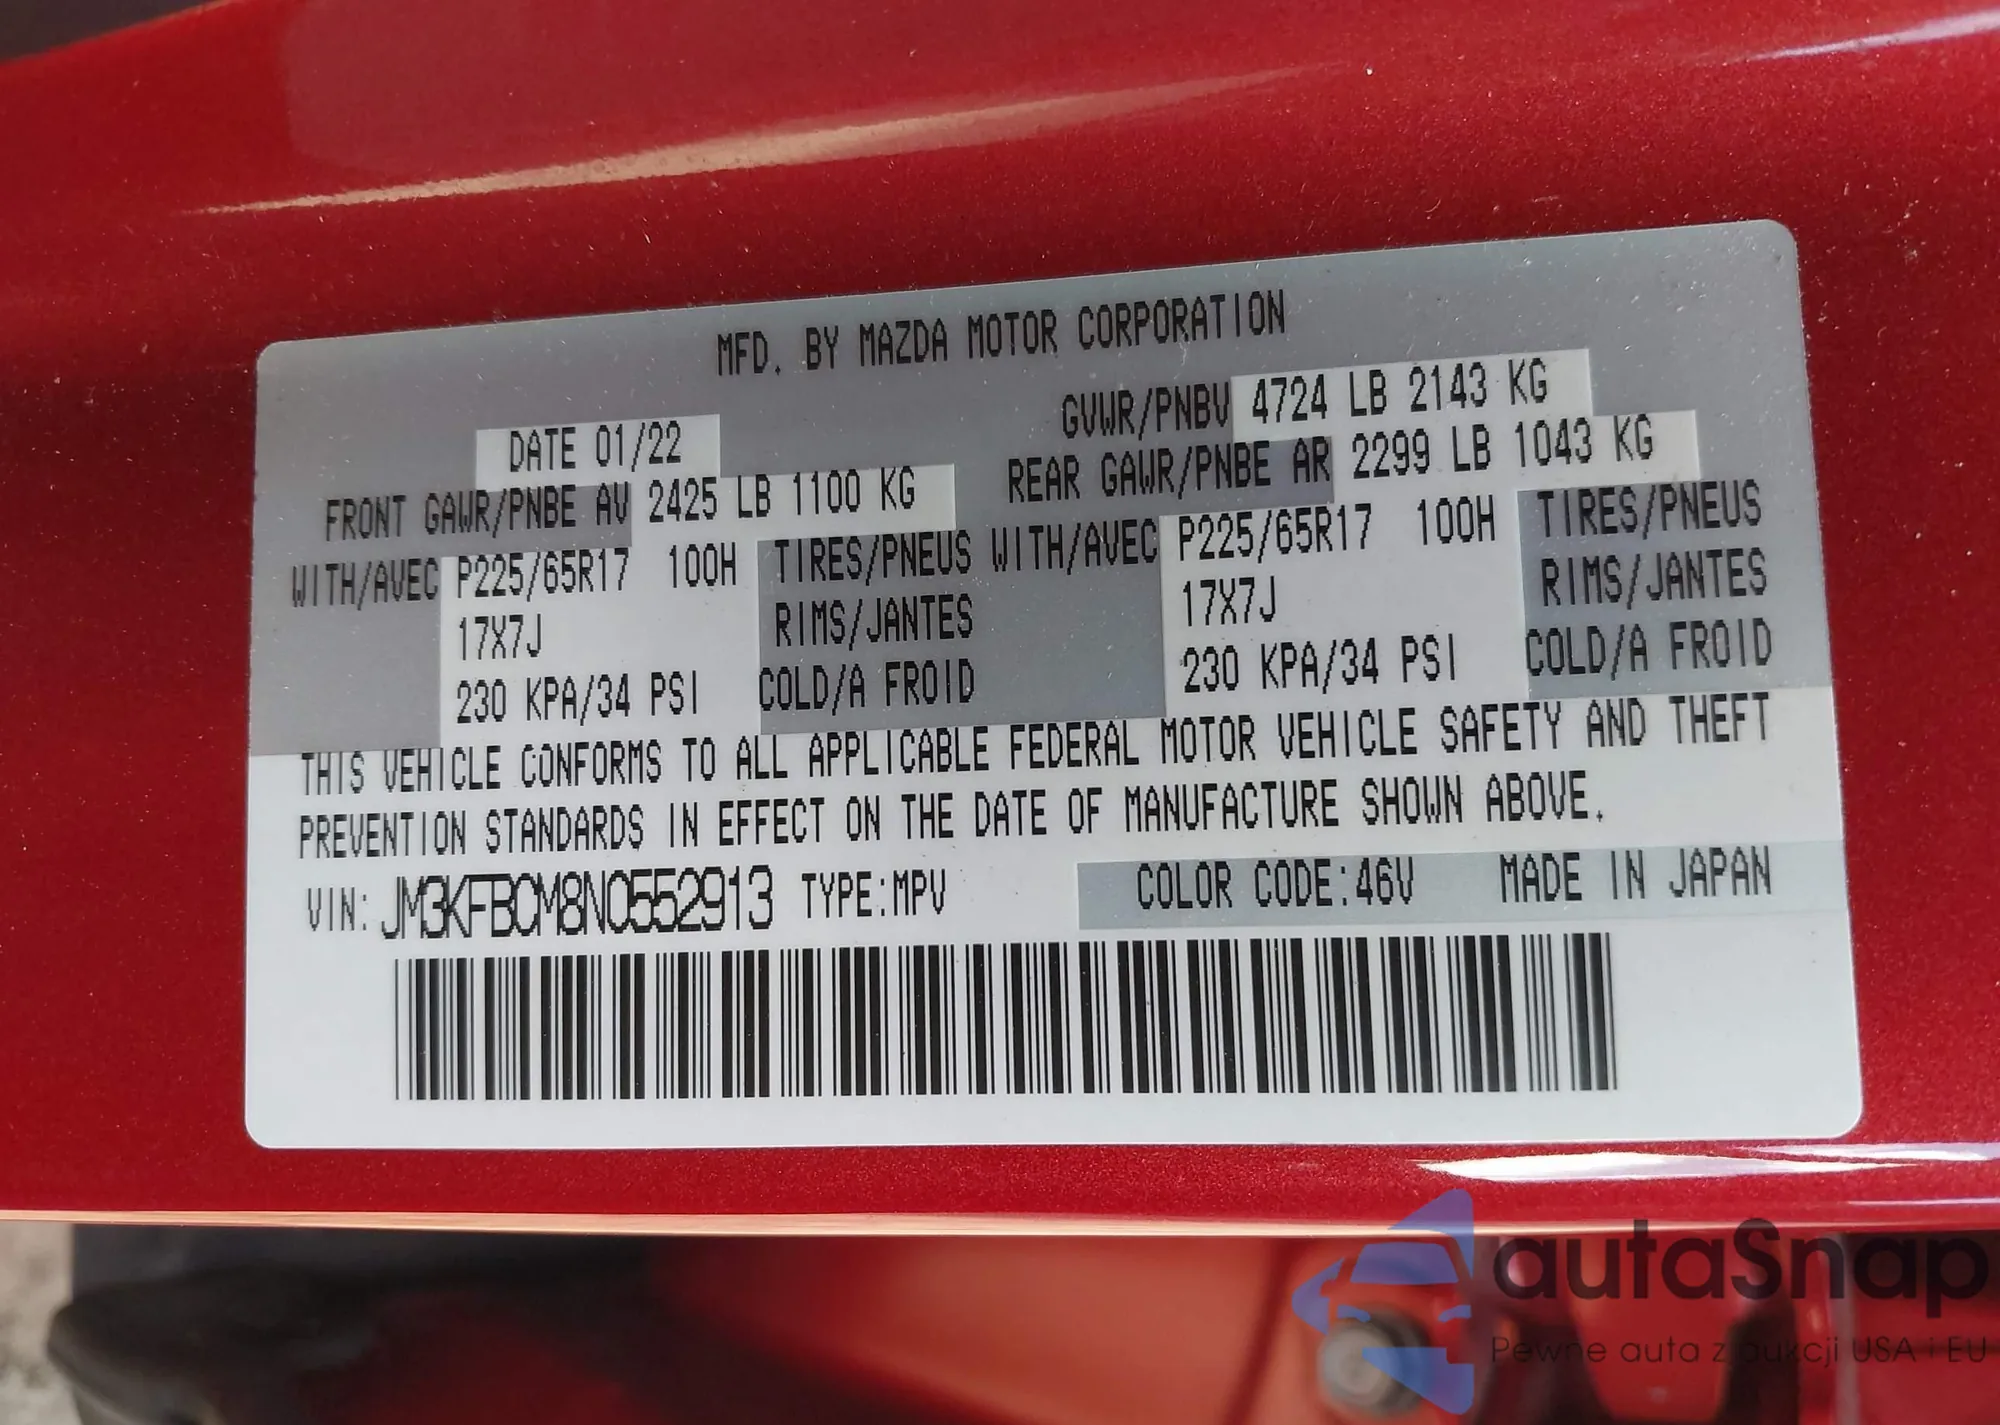 MFD. BY MAZDA MOTOR CORPORATION
GVWR/PNBV 4724 LB 2143 KG
DATE 01/22
FRONT GAWR/PNBE AV 2425 LB 1100 KG REAR GAWR/PNBE AR 2299 LB 1043 KG
WITH/AVEC P225/65R17 100H TIRES/PNEUS WITH/AVEC P225/65R17 100H TIRES/PNEUS
17X7J RIMS/JANTES 17X7J RIMS/JANTES
230 KPA/34 PSI COLD/A FROID 230 KPA/34 PSI COLD/A FROID
THIS VEHICLE CONFORMS TO ALL APPLICABLE FEDERAL MOTOR VEHICLE SAFETY AND THEFT
PREVENTION STANDARDS IN EFFECT ON THE DATE OF MANUFACTURE SHOWN ABOVE.
VIN: JM3KFBCM8N0552913 TYPE:MPV COLOR CODE:46V MADE IN JAPAN
autaSnap
Pewne auta z aukcji USA i EU